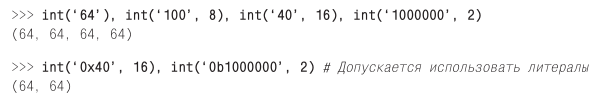 >>> int(‘64’), int(‘100’, 8), int(‘40’, 16), int(‘1000000’, 2)
(64, 64, 64, 64)
>>> int(‘0x40’, 16), int(‘0b1000000’, 2) # Допускается использовать литералы
(64, 64)